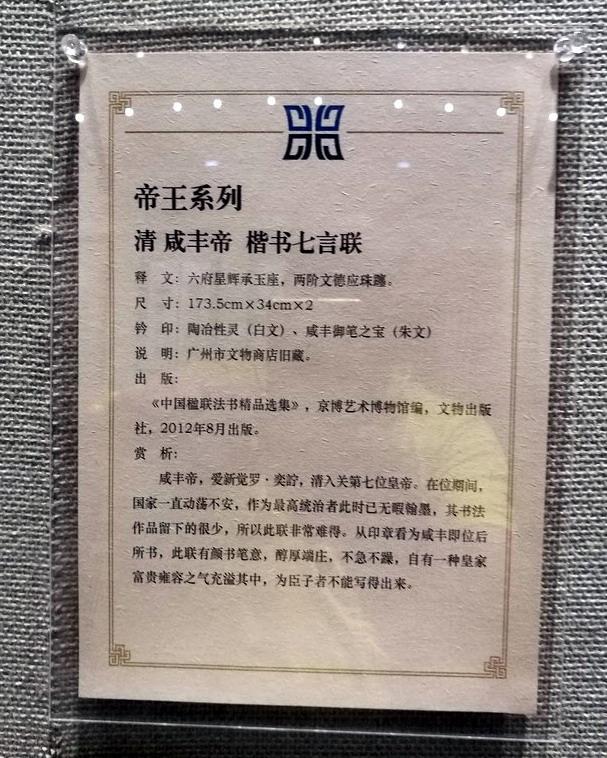 帝王系列
清 咸丰帝 楷书七言联
释 文：六府星辉承玉座，两阶文德应珠躔。
尺 寸：173.5cm×34cm×2
钤 印：陶冶性灵（白文）、咸丰御笔之宝（朱文）
说 明：广州市文物商店旧藏。
出 版：
《中国楹联法书精品选集》，京博艺术博物馆编，文物出版
社，2012年8月出版。
赏 析：
咸丰帝，爱新觉罗·奕詝，清入关第七位皇帝。在位期间，
国家一直动荡不安，作为最高统治者此时已无暇翰墨，其书法
作品留下的很少，所以此联非常难得。从印章看为咸丰即位后
所书，此联有颜书笔意，醇厚端庄，不急不躁，自有一种皇家
富贵雍容之气充溢其中，为臣子者不能写得出来。